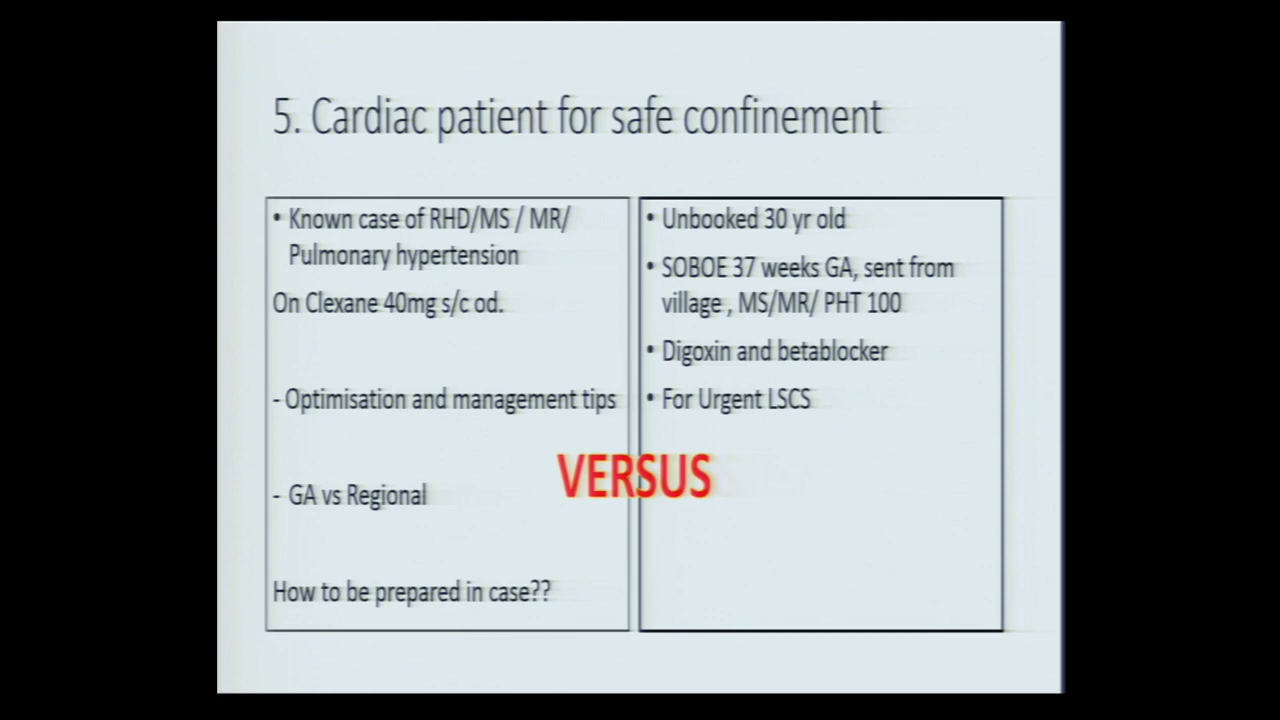 5. Cardiac patient for safe confinement
• Known case of RHD/MS / MR/
Pulmonary hypertension
On Clexane 40mg s/c od.
- Optimisation and management tips
- GA vs Regional
How to be prepared in case??
• Unbooked 30 yr old
• SOBOE 37 weeks GA, sent from
village , MS/MR/ PHT 100
• Digoxin and betablocker
• For Urgent LSCS
VERSUS